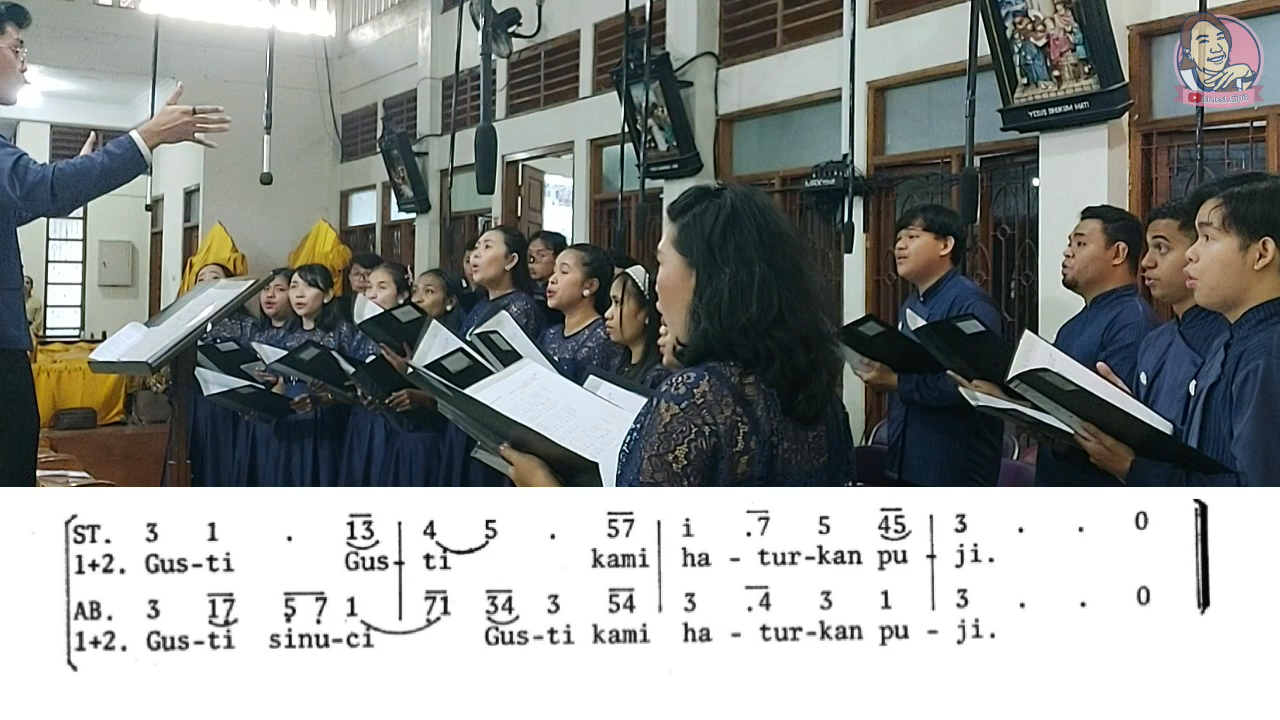 YESUS DIHUKUM MATI
ST. 3 1 . 13 | 4 5 . 57 | i .7 5 45 | 3 . . 0
1+2. Gus-ti Gus- ti kami ha - tur-kan pu - ji.
AB. 3 17 5 7 1 | 71 34 3 54 | 3 .4 3 1 | 3 . . 0
1+2. Gus-ti sinu-ci Gus-ti kami ha - tur-kan pu - ji.